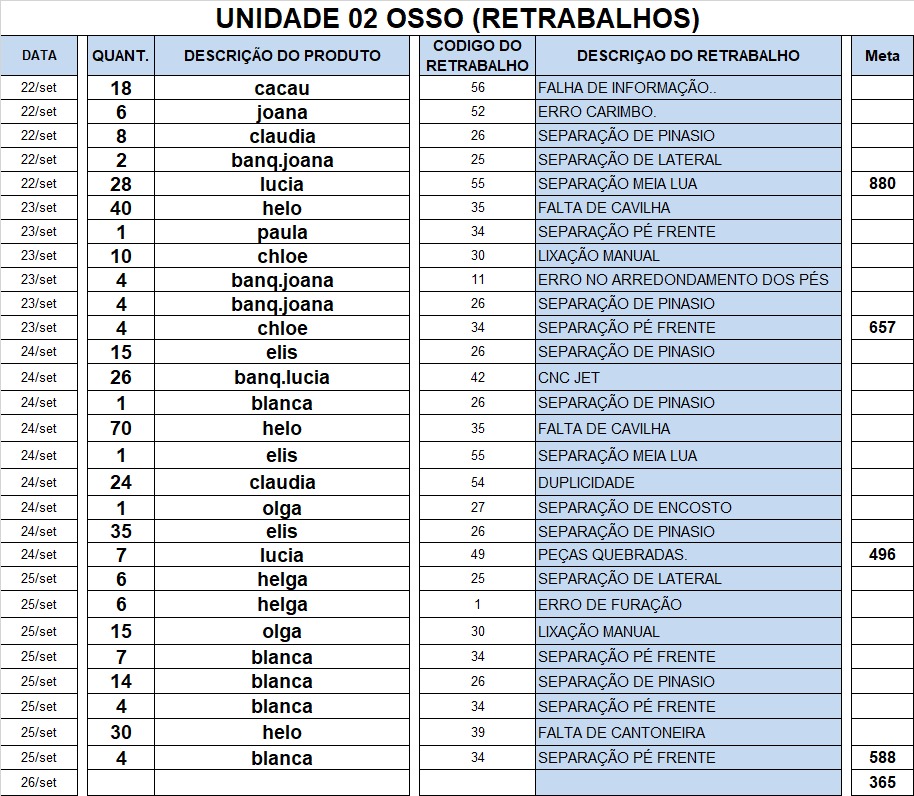 UNIDADE 02 OSSO (RETRABALHOS)
DATA QUANT. DESCRIÇÃO DO PRODUTO CODIGO DO RETRABALHO DESCRIÇAO DO RETRABALHO Meta
22/set 18 cacau 56 FALHA DE INFORMAÇÃO..
22/set 6 joana 52 ERRO CARIMBO.
22/set 8 claudia 26 SEPARAÇÃO DE PINASIO
22/set 2 banq.joana 25 SEPARAÇÃO DE LATERAL
22/set 28 lucia 55 SEPARAÇÃO MEIA LUA 880
23/set 40 helo 35 FALTA DE CAVILHA
23/set 1 paula 34 SEPARAÇÃO PÉ FRENTE
23/set 10 chloe 30 LIXAÇÃO MANUAL
23/set 4 banq.joana 11 ERRO NO ARREDONDAMENTO DOS PÉS
23/set 4 banq.joana 26 SEPARAÇÃO DE PINASIO
23/set 4 chloe 34 SEPARAÇÃO PÉ FRENTE 657
24/set 15 elis 26 SEPARAÇÃO DE PINASIO
24/set 26 banq.lucia 42 CNC JET
24/set 1 blanca 26 SEPARAÇÃO DE PINASIO
24/set 70 helo 35 FALTA DE CAVILHA
24/set 1 elis 55 SEPARAÇÃO MEIA LUA
24/set 24 claudia 54 DUPLICIDADE
24/set 1 olga 27 SEPARAÇÃO DE ENCOSTO
24/set 35 elis 26 SEPARAÇÃO DE PINASIO
24/set 7 lucia 49 PEÇAS QUEBRADAS. 496
25/set 6 helga 25 SEPARAÇÃO DE LATERAL
25/set 6 helga 1 ERRO DE FURAÇÃO
25/set 15 olga 30 LIXAÇÃO MANUAL
25/set 7 blanca 34 SEPARAÇÃO PÉ FRENTE
25/set 14 blanca 26 SEPARAÇÃO DE PINASIO
25/set 4 blanca 34 SEPARAÇÃO PÉ FRENTE
25/set 30 helo 39 FALTA DE CANTONEIRA
25/set 4 blanca 34 SEPARAÇÃO PÉ FRENTE 588
26/set 365